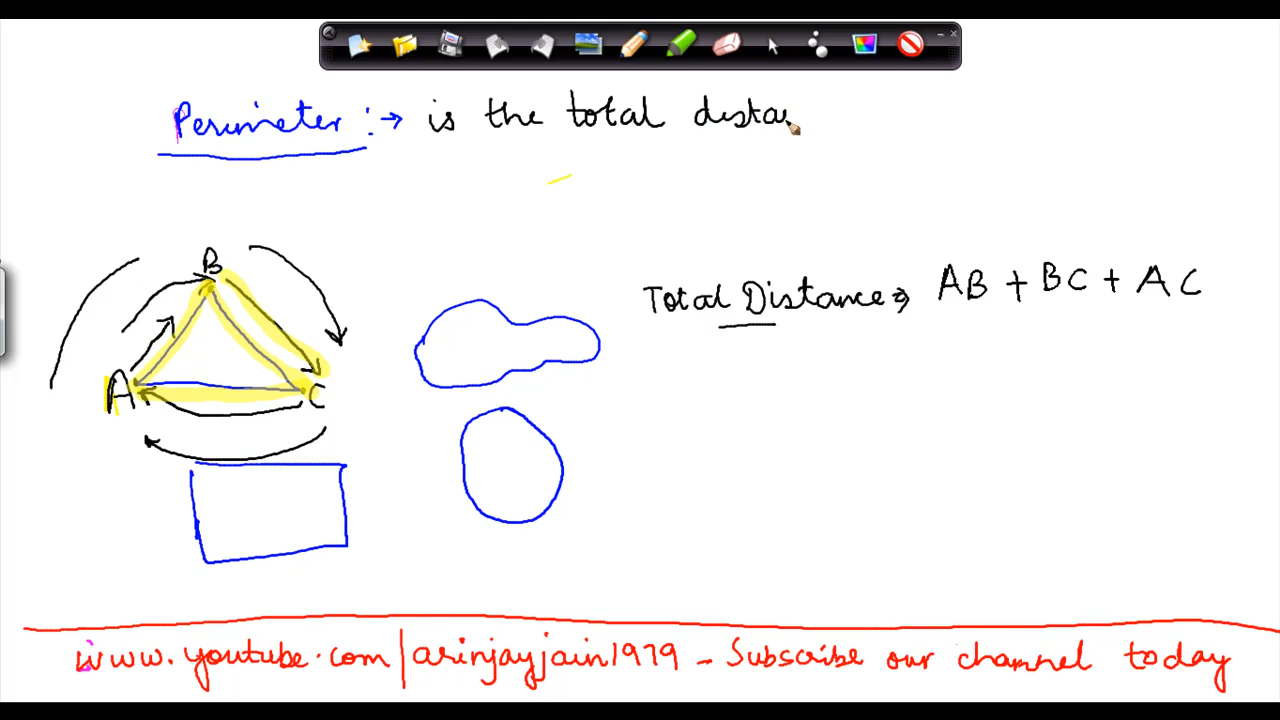 Perimeter :→ is the total dista
B
Total Distance ⇒ AB + BC + AC
A
C
www.youtube.com/arinjayjain1979 - Subscribe our channel today